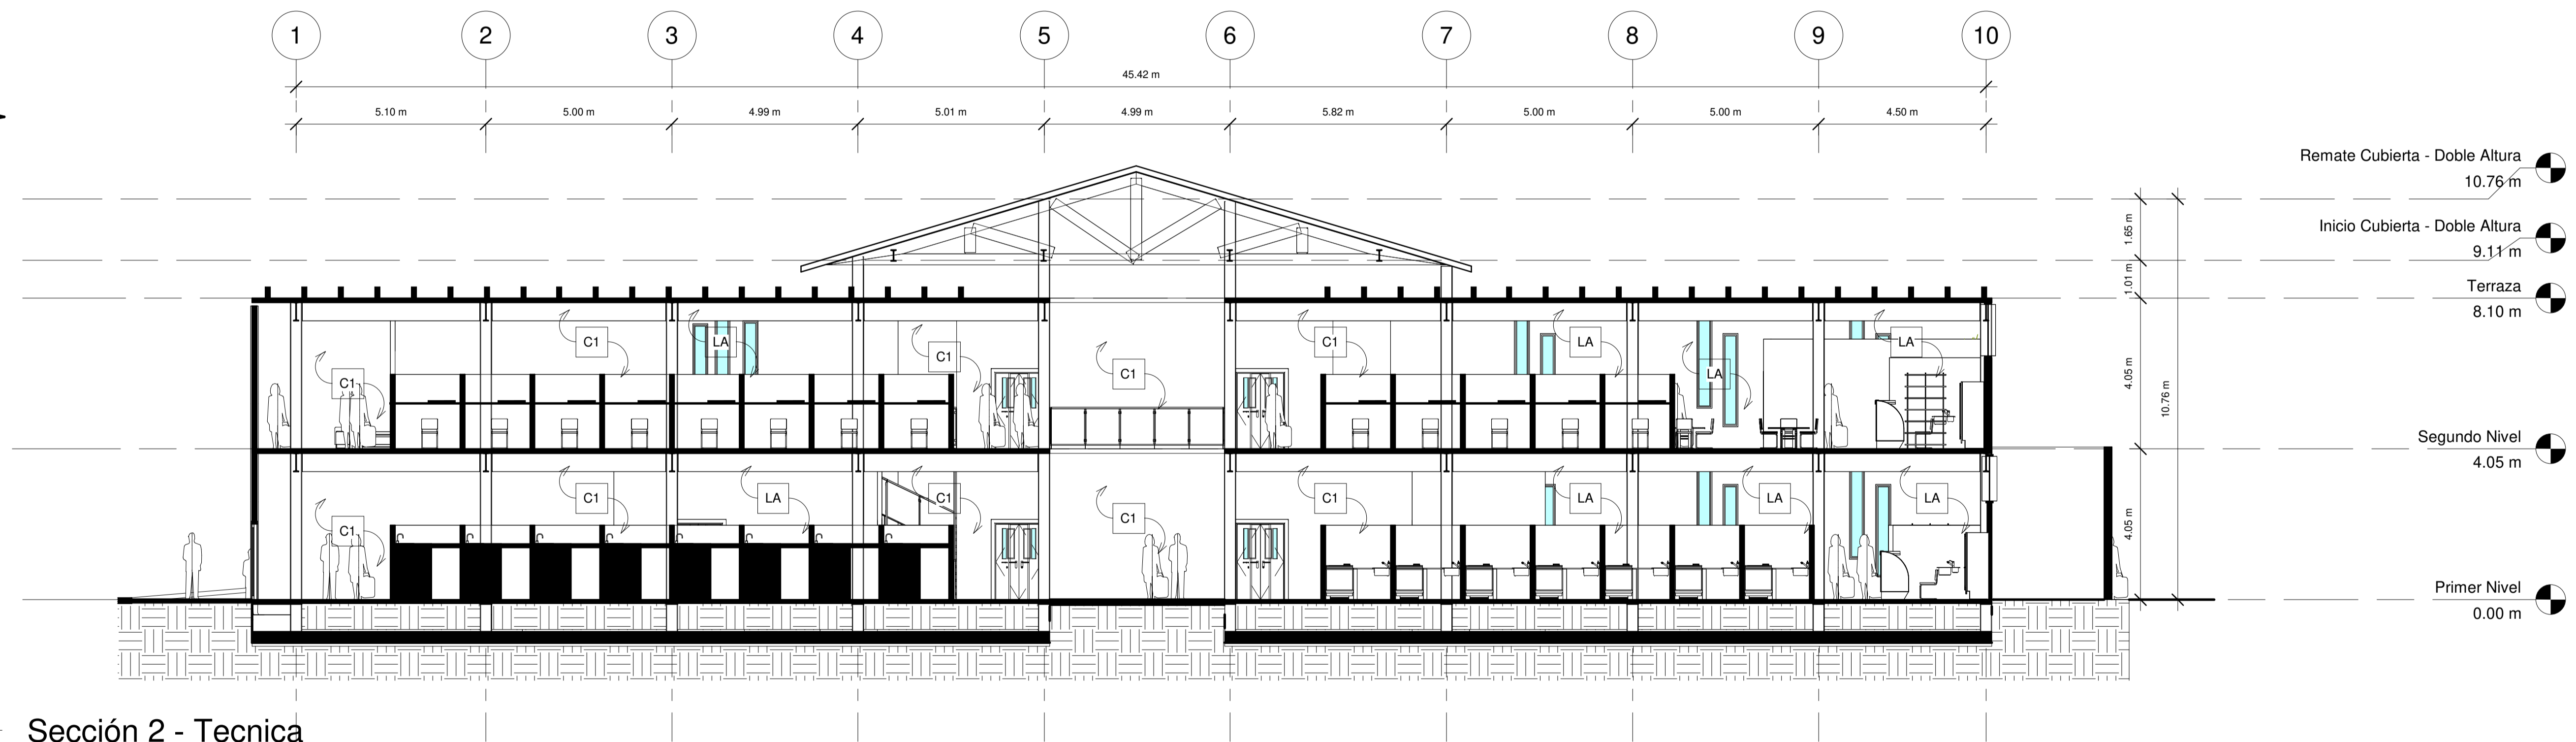 1 2 3 4 5 6 7 8 9 10
45.42 m
5.10 m 5.00 m 4.99 m 5.01 m 4.99 m 5.82 m 5.00 m 5.00 m 4.50 m
Remate Cubierta - Doble Altura
10.76 m
1.65 m
Inicio Cubierta - Doble Altura
9.11 m
1.01 m
Terraza
8.10 m
C1 C1 LA C1 C1 C1 LA LA LA
4.05 m
10.76 m
Segundo Nivel
4.05 m
C1 C1 LA C1 C1 C1 LA LA LA
4.05 m
Primer Nivel
0.00 m
Sección 2 - Tecnica